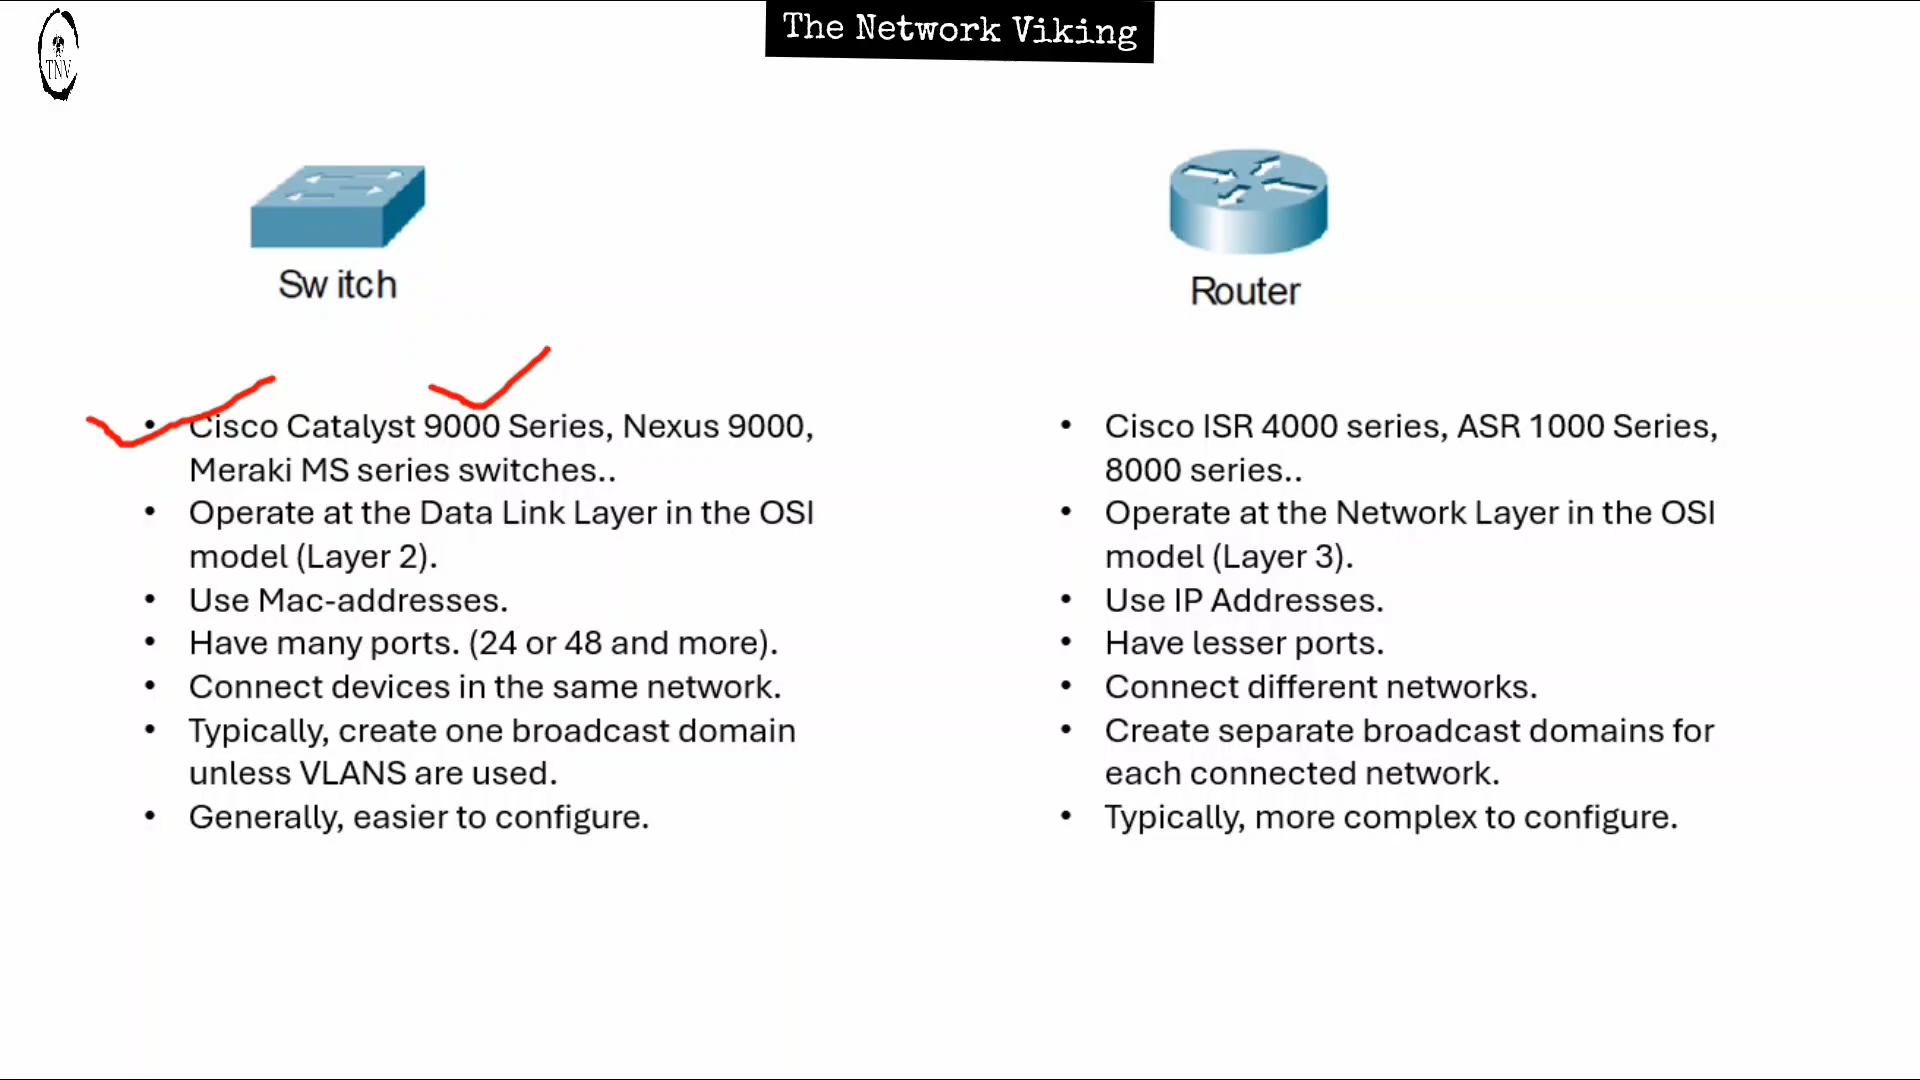 The Network Viking
TNV
Switch
Router
• Cisco Catalyst 9000 Series, Nexus 9000,
Meraki MS series switches..
• Operate at the Data Link Layer in the OSI
model (Layer 2).
• Use Mac-addresses.
• Have many ports. (24 or 48 and more).
• Connect devices in the same network.
• Typically, create one broadcast domain
unless VLANS are used.
• Generally, easier to configure.
• Cisco ISR 4000 series, ASR 1000 Series,
8000 series..
• Operate at the Network Layer in the OSI
model (Layer 3).
• Use IP Addresses.
• Have lesser ports.
• Connect different networks.
• Create separate broadcast domains for
each connected network.
• Typically, more complex to configure.